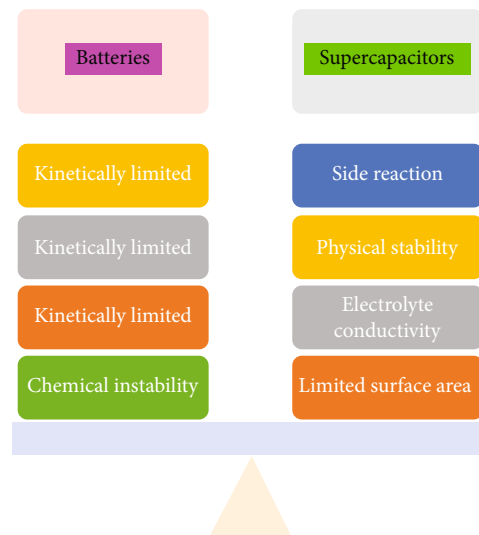 Batteries
Supercapacitors
Kinetically limited
Side reaction
Kinetically limited
Physical stability
Kinetically limited
Electrolyte
conductivity
Chemical instability
Limited surface area